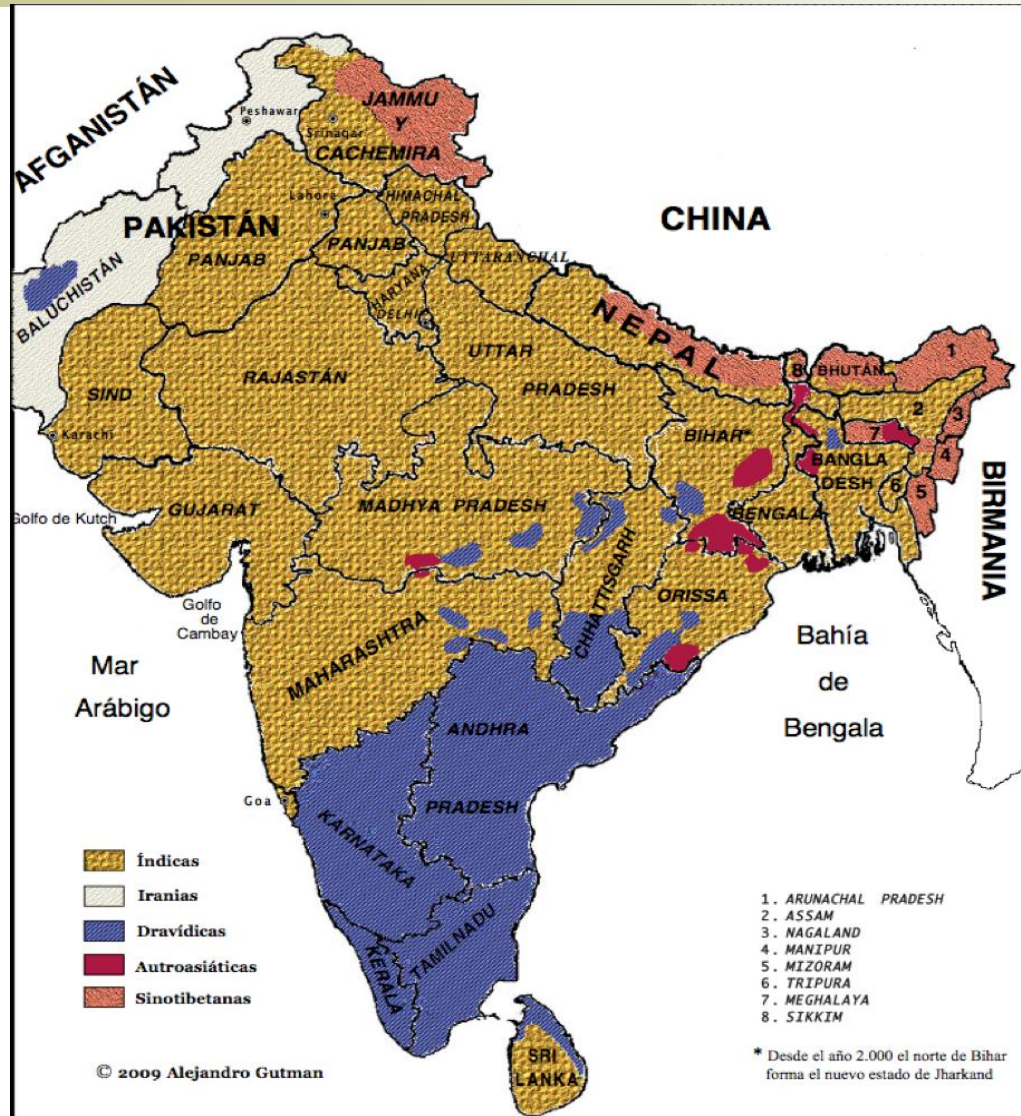 AFGANISTÁN
Peshawar
JAMMU
Y
CACHEMIRA
Srinagar
Lahore
HIMACHAL
PRADESH
PAKISTÁN
PANJAB
PANJAB
UTTARANCHAL
CHINA
BALUCHISTÁN
HARYANA
DELHI
NEPAL
SIND
RAJASTÁN
UTTAR
PRADESH
8
BHUTÁN
1
2
3
Karachi
BIHAR*
7
4
BANGLA
DESH
6
5
BIRMANIA
GUJARAT
MADHYA PRADESH
BENGALA
Golfo de Kutch
CHHATTISGARH
ORISSA
Golfo
de
Cambay
MAHARASHTRA
Mar
Arábigo
Bahía
de
Bengala
ANDHRA
PRADESH
Goa
KARNATAKA
TAMILNADU
KERALA
SRI
LANKA
Índicas
Iranias
Dravídicas
Autroasiáticas
Sinotibetanas
1. ARUNACHAL PRADESH
2. ASSAM
3. NAGALAND
4. MANIPUR
5. MIZORAM
6. TRIPURA
7. MEGHALAYA
8. SIKKIM
* Desde el año 2.000 el norte de Bihar
forma el nuevo estado de Jharkand
© 2009 Alejandro Gutman